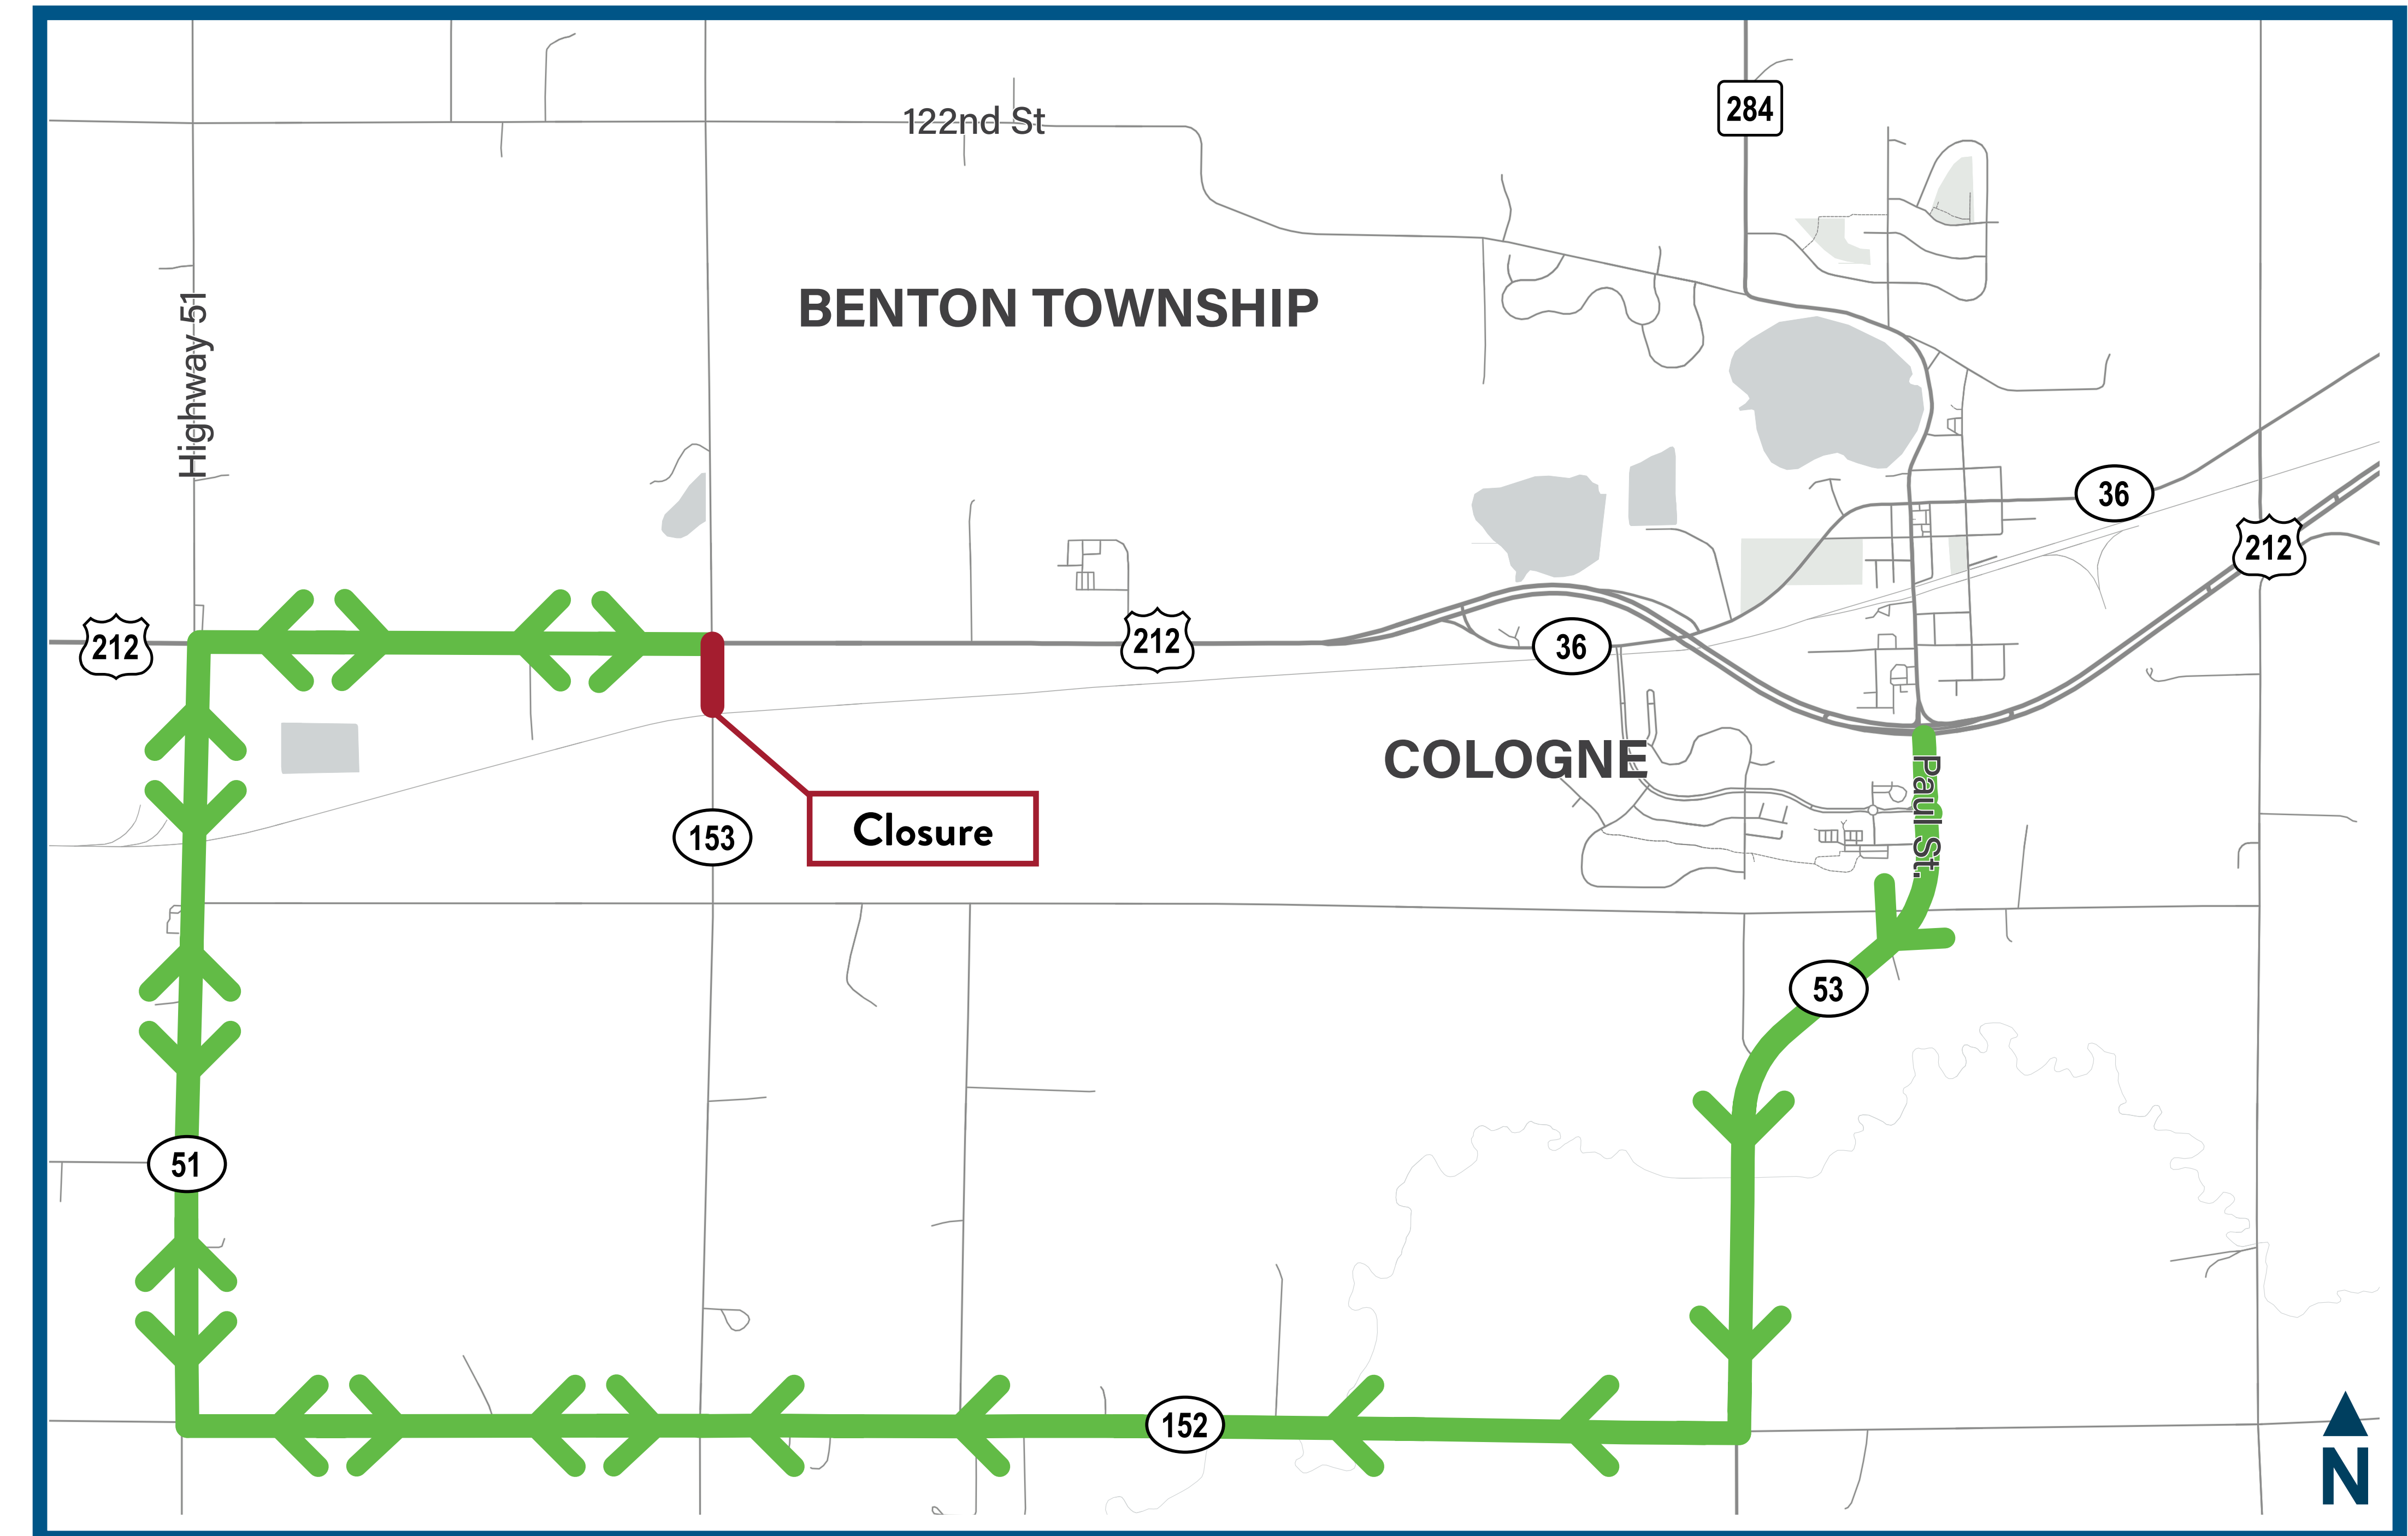 122nd St
284
BENTON TOWNSHIP
Highway 51
36
212
212
212
36
COLOGNE
Paul St.
153
Closure
53
51
152
N